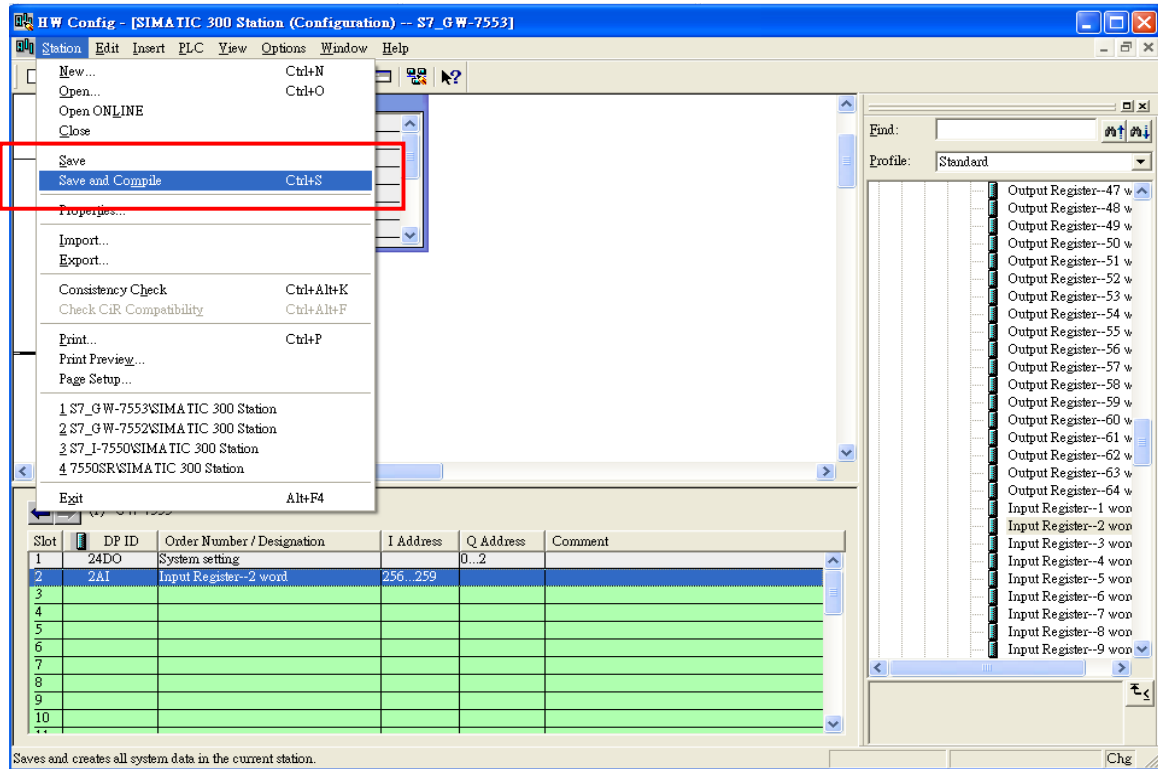 HW Config - [SIMATIC 300 Station (Configuration) -- S7_GW-7553]
Station Edit Insert PLC View Options Window Help
New... Ctrl+N
Open... Ctrl+O
Open ONLINE
Close
Save
Save and Compile Ctrl+S
Properties...
Import...
Export...
Consistency Check Ctrl+Alt+K
Check CiR Compatibility Ctrl+Alt+F
Print... Ctrl+P
Print Preview...
Page Setup...
1 S7_GW-7553\SIMATIC 300 Station
2 S7_GW-7552\SIMATIC 300 Station
3 S7_I-7550\SIMATIC 300 Station
4 7550SR\SIMATIC 300 Station
Exit Alt+F4
Find:
Profile: Standard
Output Register--47 w
Output Register--48 w
Output Register--49 w
Output Register--50 w
Output Register--51 w
Output Register--52 w
Output Register--53 w
Output Register--54 w
Output Register--55 w
Output Register--56 w
Output Register--57 w
Output Register--58 w
Output Register--59 w
Output Register--60 w
Output Register--61 w
Output Register--62 w
Output Register--63 w
Output Register--64 w
Input Register--1 wor
Input Register--2 wor
Input Register--3 wor
Input Register--4 wor
Input Register--5 wor
Input Register--6 wor
Input Register--7 wor
Input Register--8 wor
Input Register--9 wor
Slot DP ID Order Number / Designation I Address Q Address Comment
1 24DO System setting 0...2
2 2AI Input Register--2 word 256...259
3
4
5
6
7
8
9
10
Saves and creates all system data in the current station.
Chg